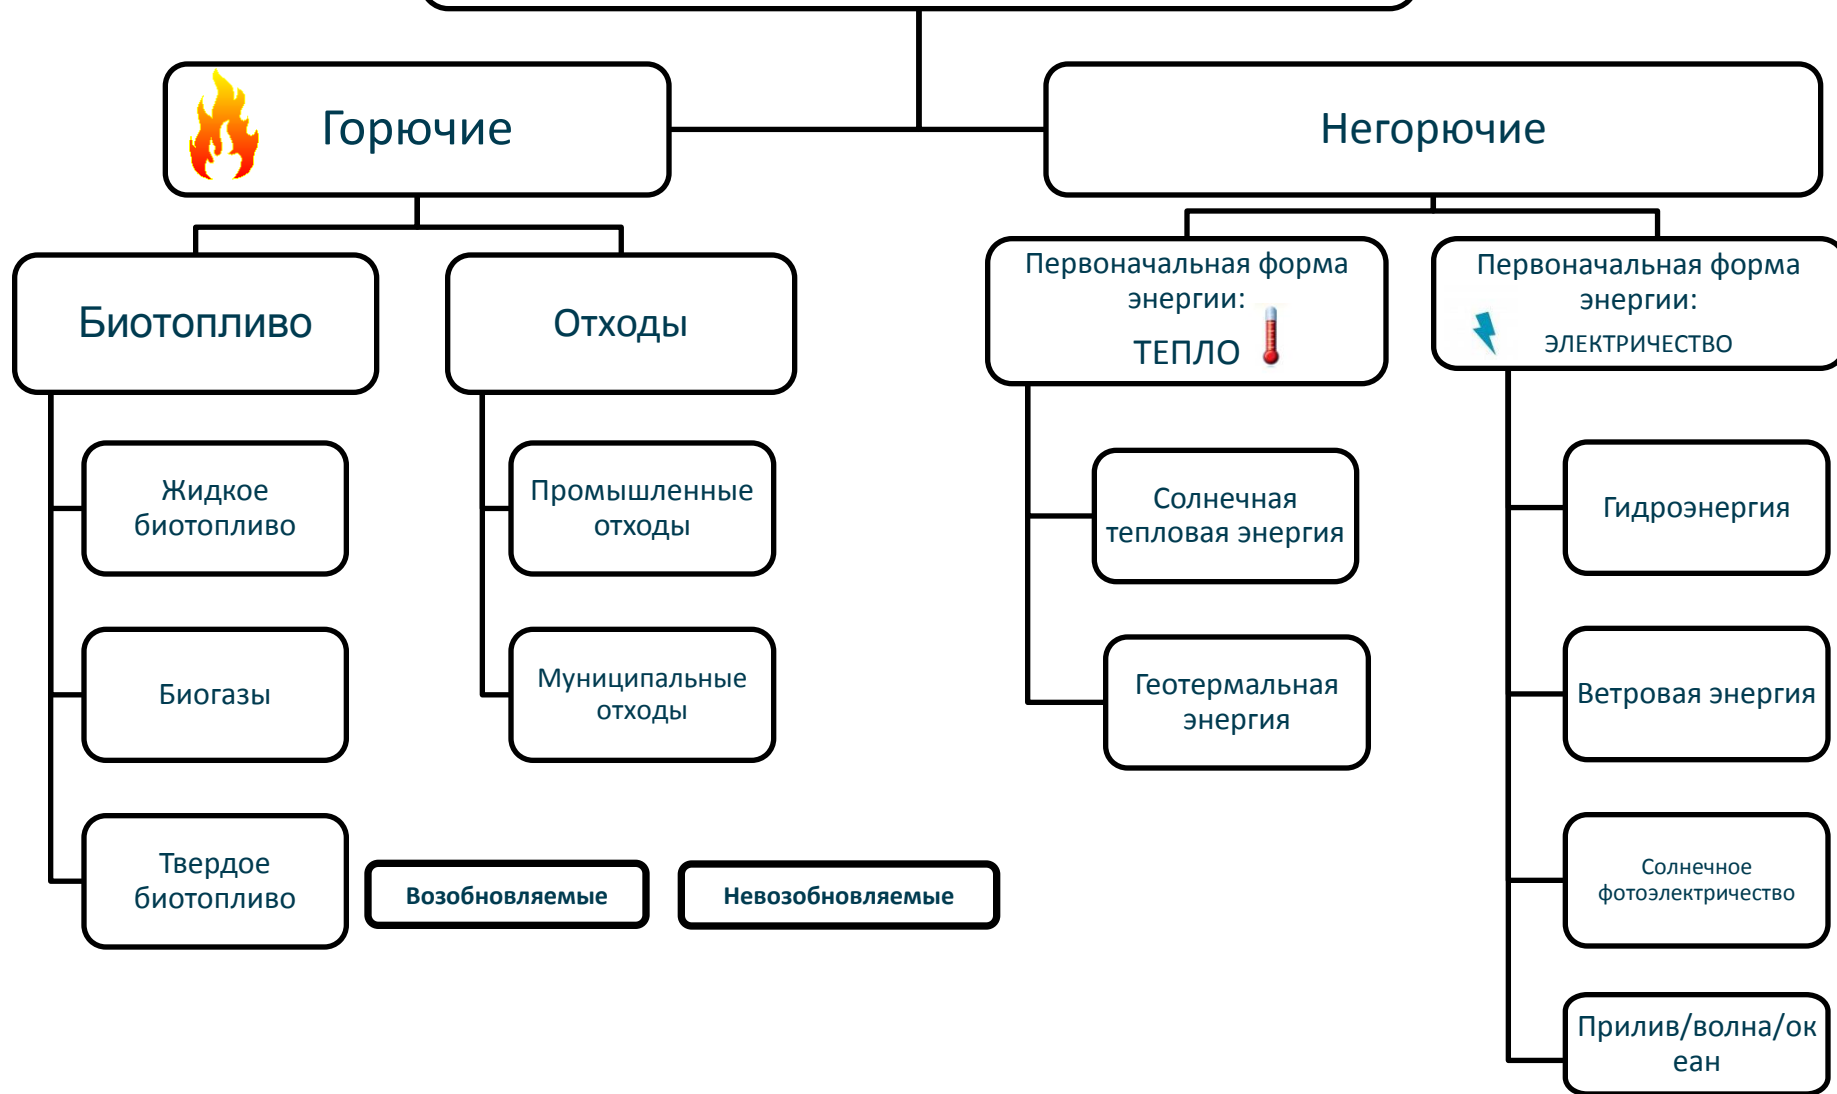 Горючие
Негорючие
Биотопливо
Отходы
Первоначальная форма
энергии:
ТЕПЛО
Первоначальная форма
энергии:
ЭЛЕКТРИЧЕСТВО
Жидкое
биотопливо
Биогазы
Твердое
биотопливо
Промышленные
отходы
Муниципальные
отходы
Возобновляемые
Невозобновляемые
Солнечная
тепловая энергия
Геотермальная
энергия
Гидроэнергия
Ветровая энергия
Солнечное
фотоэлектричество
Прилив/волна/ок
еан